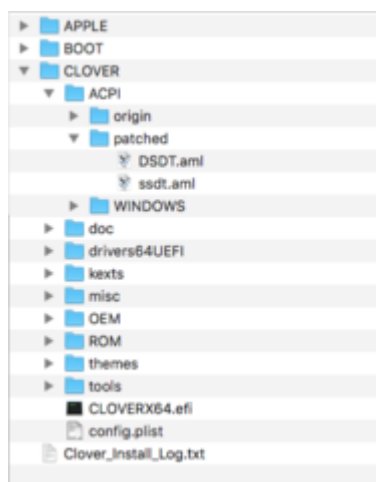 APPLE
BOOT
CLOVER
ACPI
origin
patched
DSDT.aml
ssdt.aml
WINDOWS
doc
drivers64UEFI
kexts
misc
OEM
ROM
themes
tools
CLOVERX64.efi
config.plist
Clover_Install_Log.txt